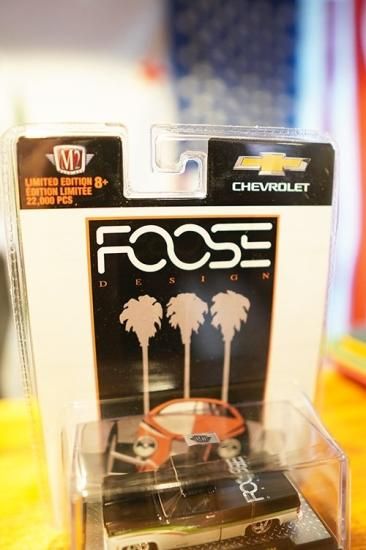 M2
LIMITED EDITION 8+
ÉDITION LIMITÉE
22,000 PCS
CHEVROLET
FOOSE
DESIGN
FOOSE